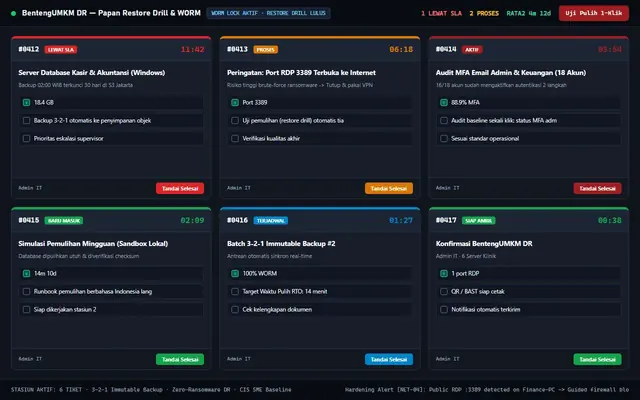 BentengUMKM DR — Papan Restore Drill & WORM
WORM LOCK AKTIF · RESTORE DRILL LULUS
1 LEWAT SLA
2 PROSES
RATA2 4m 12d
Uji Pulih 1-Klik
#0412 LEWAT SLA 11:42
Server Database Kasir & Akuntansi (Windows)
Backup 02:00 WIB terkunci 30 hari di S3 Jakarta
18.4 GB
Backup 3-2-1 otomatis ke penyimpanan objek
Prioritas eskalasi supervisor
Admin IT
Tandai Selesai
#0413 PROSES 06:18
Peringatan: Port RDP 3389 Terbuka ke Internet
Risiko tinggi brute-force ransomware -> Tutup & pakai VPN
Port 3389
Uji pemulihan (restore drill) otomatis tia
Verifikasi kualitas akhir
Admin IT
Tandai Selesai
#0414 AKTIF
Audit MFA Email Admin & Keuangan (18 Akun)
16/18 akun sudah mengaktifkan autentikasi 2 langkah
88.9% MFA
Audit baseline sekali klik: status MFA adm
Sesuai standar operasional
Admin IT
Tandai Selesai
#0415 BARU MASUK 02:09
Simulasi Pemulihan Mingguan (Sandbox Lokal)
Database dipulihkan utuh & diverifikasi checksum
14m 10d
Runbook pemulihan berbahasa Indonesia lang
Siap dikerjakan stasiun 2
Admin IT
Tandai Selesai
#0416 TERJADWAL 01:27
Batch 3-2-1 Immutable Backup #2
Antrean otomatis sinkron real-time
100% WORM
Target Waktu Pulih RTO: 14 menit
Cek kelengkapan dokumen
Admin IT
Tandai Selesai
#0417 SIAP AMBIL 00:38
Konfirmasi BentengUMKM DR
Admin IT · 6 Server Klinik
1 port RDP
QR / BAST siap cetak
Notifikasi otomatis terkirim
Admin IT
Tandai Selesai
STASIUN AKTIF: 6 TIKET · 3-2-1 Immutable Backup · Zero-Ransomware DR · CIS SME Baseline
Hardening Alert [NET-04]: Public RDP :3389 detected on Finance-PC -> Guided firewall blo